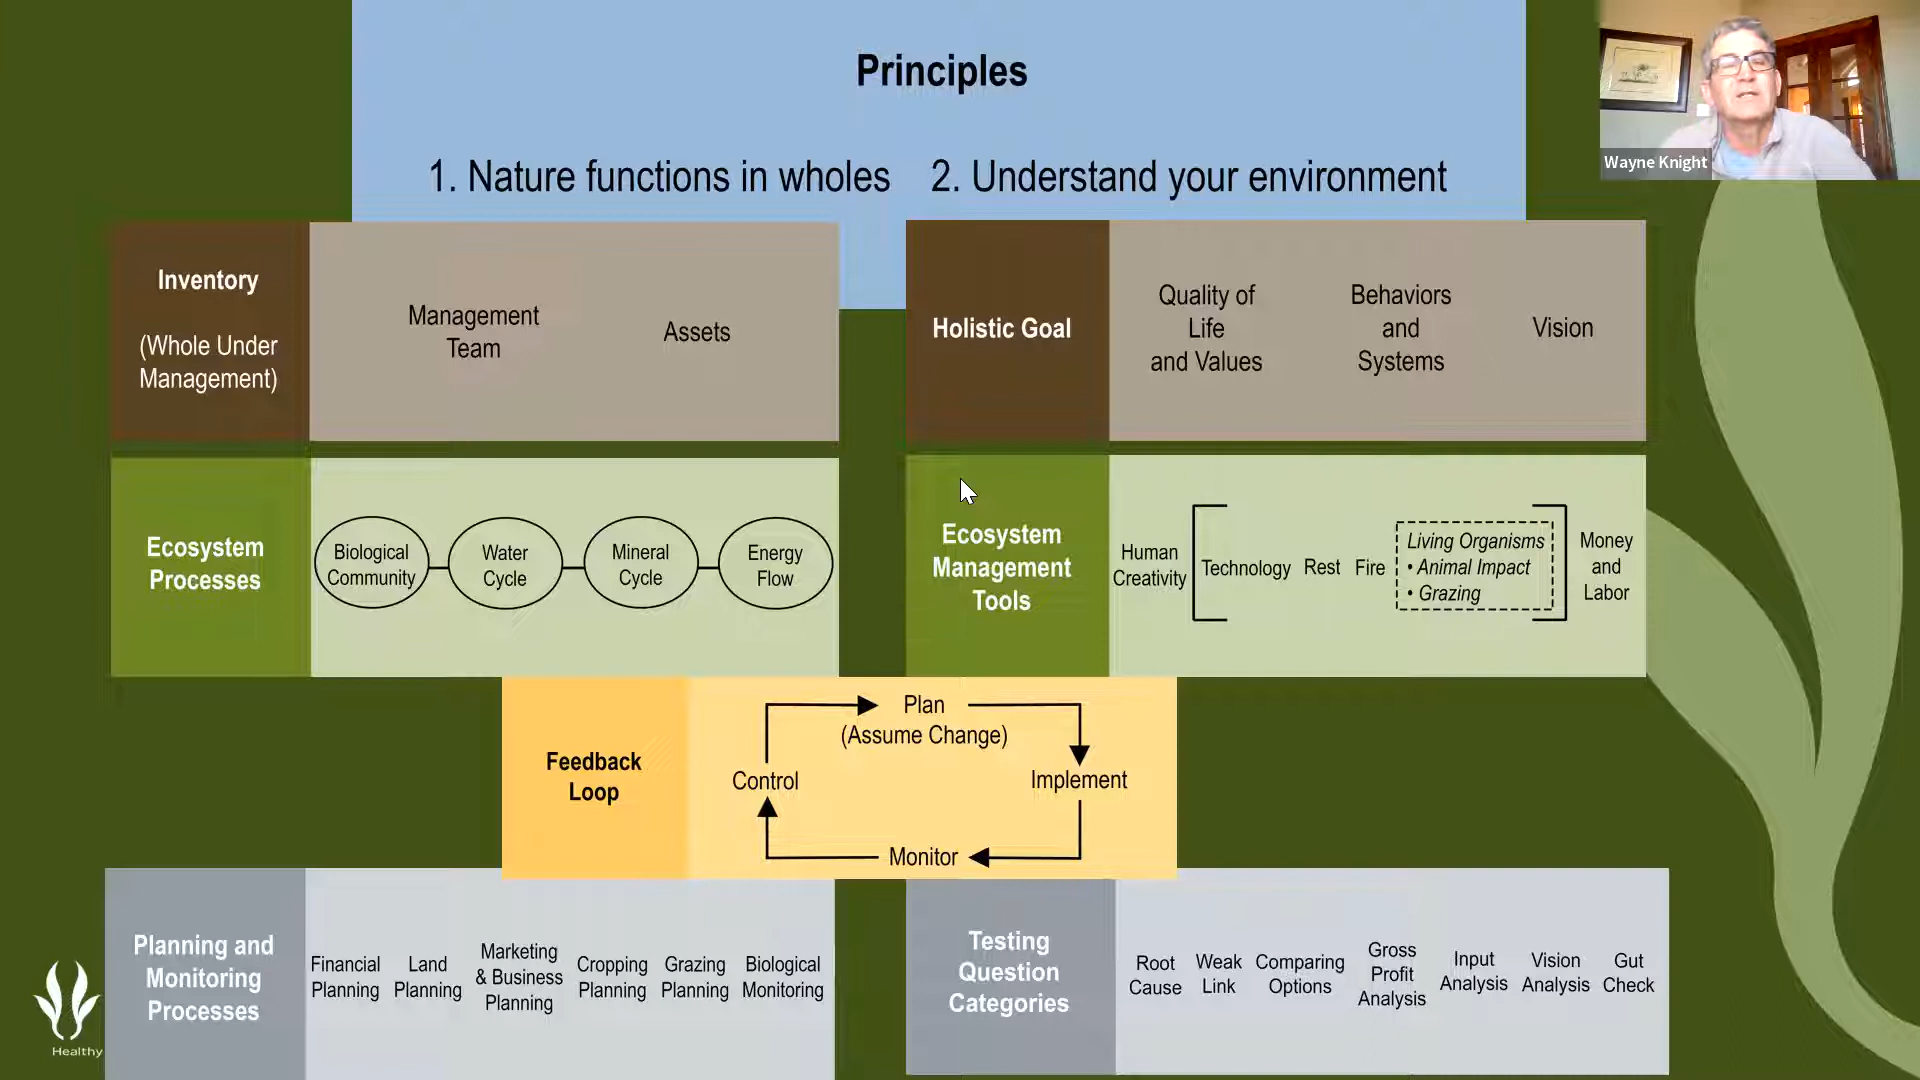 Principles
1. Nature functions in wholes
2. Understand your environment
Wayne Knight
Inventory
(Whole Under
Management)
Management
Team
Assets
Holistic Goal
Quality of
Life
and Values
Behaviors
and
Systems
Vision
Ecosystem
Processes
Biological
Community
Water
Cycle
Mineral
Cycle
Energy
Flow
Ecosystem
Management
Tools
Human
Creativity
Technology
Rest
Fire
Living Organisms
• Animal Impact
• Grazing
Money
and
Labor
Feedback
Loop
Plan
(Assume Change)
Implement
Monitor
Control
Planning and
Monitoring
Processes
Financial
Planning
Land
Planning
Marketing
& Business
Planning
Cropping
Planning
Grazing
Planning
Biological
Monitoring
Testing
Question
Categories
Root
Cause
Weak
Link
Comparing
Options
Gross
Profit
Analysis
Input
Analysis
Vision
Analysis
Gut
Check
Healthy